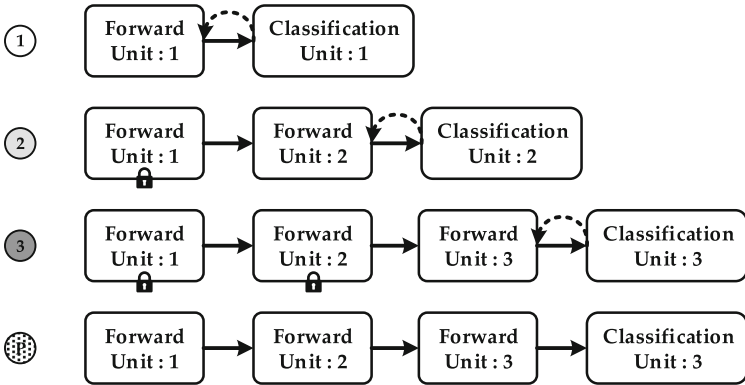 1
Forward
Unit : 1
Classification
Unit : 1
2
Forward
Unit : 1
Forward
Unit : 2
Classification
Unit : 2
3
Forward
Unit : 1
Forward
Unit : 2
Forward
Unit : 3
Classification
Unit : 3
P
Forward
Unit : 1
Forward
Unit : 2
Forward
Unit : 3
Classification
Unit : 3